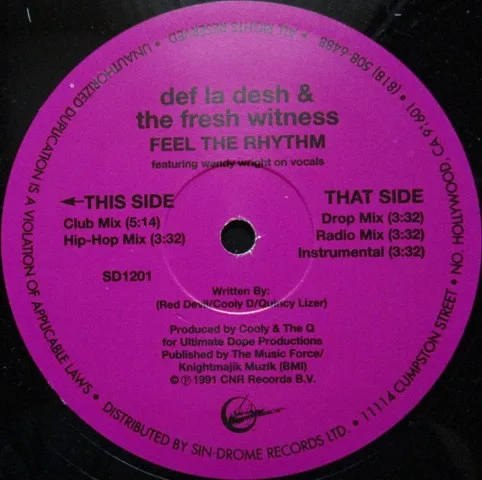 def la desh &
the fresh witness
FEEL THE RHYTHM
featuring wendy wright on vocals
←THIS SIDE
Club Mix (5:14)
Hip-Hop Mix (3:32)
SD1201
THAT SIDE
Drop Mix (3:32)
Radio Mix (3:32)
Instrumental (3:32)
Written By:
(Red Devil/Cooly D/Quincy Lizer)
Produced by Cooly & The Q
for Ultimate Dope Productions
Published by The Music Force/
Knightmajik Muzik (BMI)
© ℗ 1991 CNR Records B.V.
UNAUTHORIZED DUPLICATION IS A VIOLATION OF APPLICABLE LAWS • DISTRIBUTED BY SIN-DROME RECORDS LTD. • 11114 CUMPSTON STREET • NO. HOLLYWOOD, CA 91601 • (818) 508-6488 • ALL RIGHTS RESERVED •